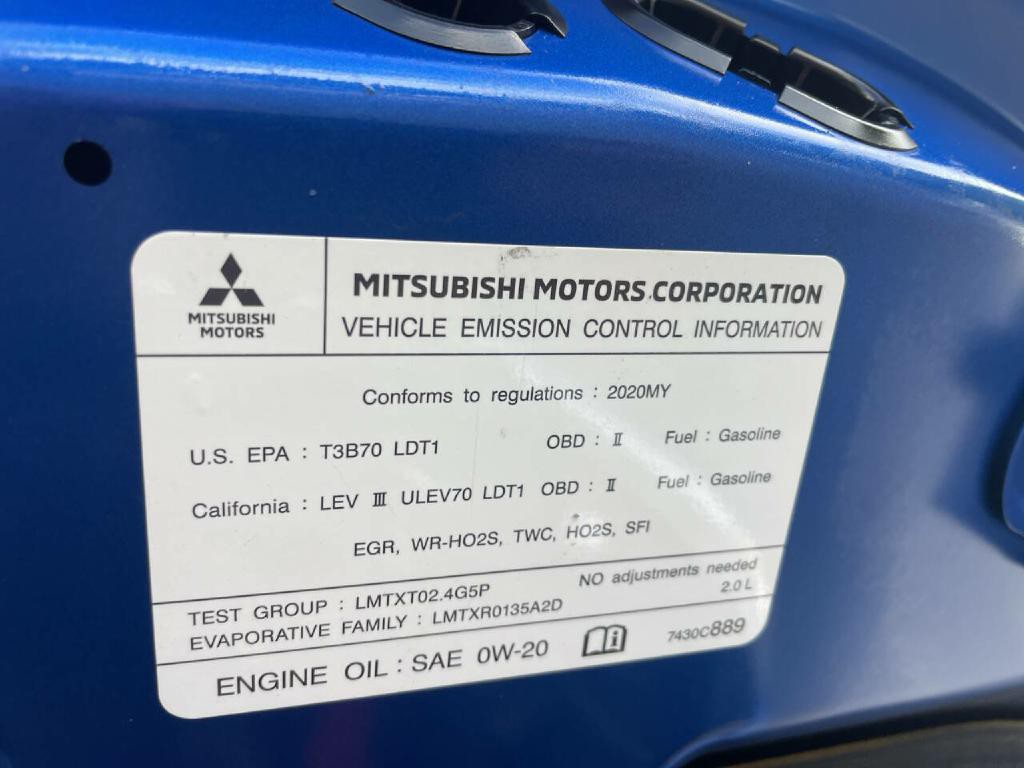 MITSUBISHI
MOTORS
MITSUBISHI MOTORS CORPORATION
VEHICLE EMISSION CONTROL INFORMATION
Conforms to regulations : 2020MY
U.S. EPA : T3B70 LDT1 OBD : Ⅱ Fuel : Gasoline
California : LEV Ⅲ ULEV70 LDT1 OBD : Ⅱ Fuel : Gasoline
EGR, WR-HO2S, TWC, HO2S, SFI
TEST GROUP : LMTXT02.4G5P NO adjustments needed
EVAPORATIVE FAMILY : LMTXR0135A2D 2.0 L
ENGINE OIL : SAE 0W-20 7430C889